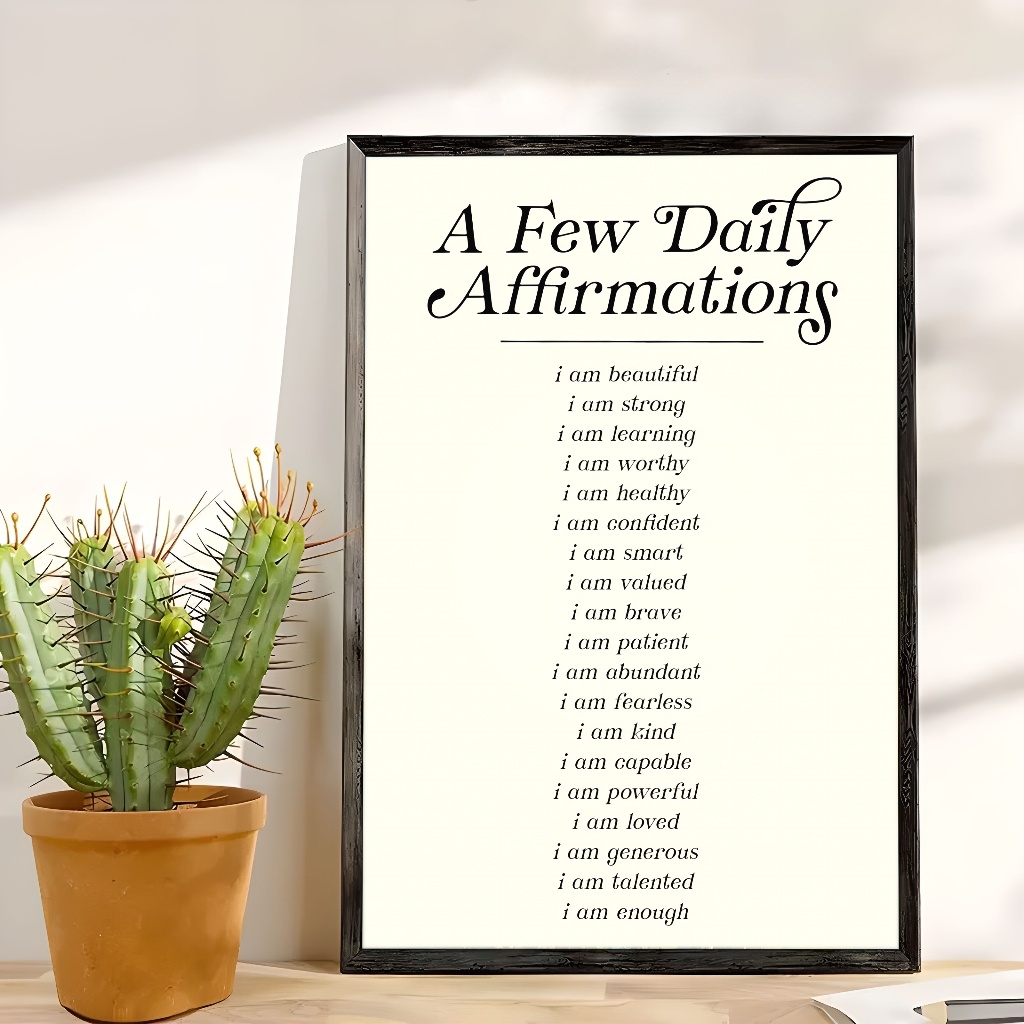 A Few Daily
Affirmations
i am beautiful
i am strong
i am learning
i am worthy
i am healthy
i am confident
i am smart
i am valued
i am brave
i am patient
i am abundant
i am fearless
i am kind
i am capable
i am powerful
i am loved
i am generous
i am talented
i am enough